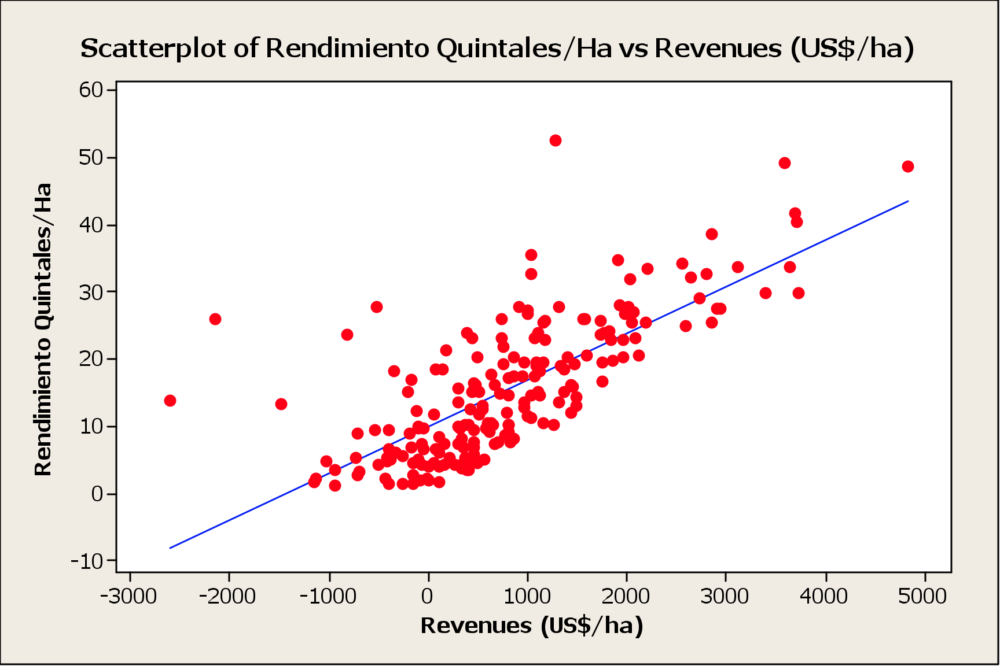 Scatterplot of Rendimiento Quintales/Ha vs Revenues (US$/ha)
60
50
40
30
20
10
0
-10
Rendimiento Quintales/Ha
-3000 -2000 -1000 0 1000 2000 3000 4000 5000
Revenues (US$/ha)